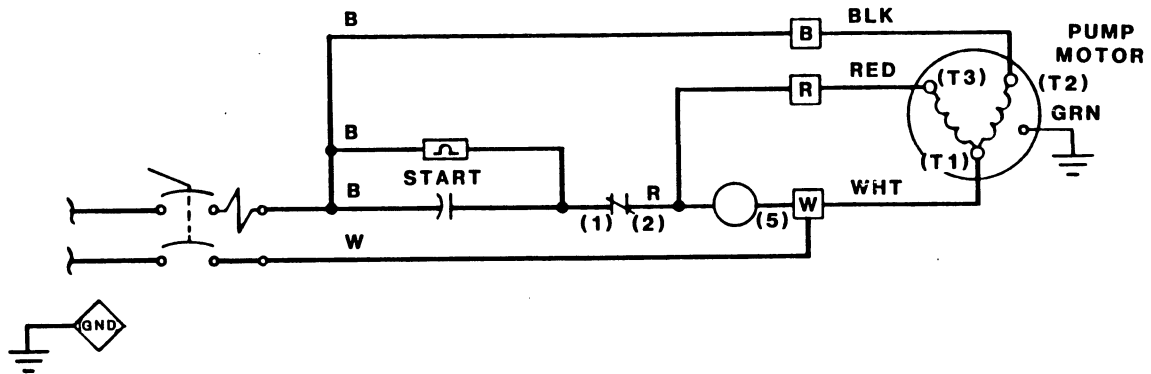 B
B
BLK
PUMP
MOTOR
R
RED
(T3)
(T2)
GRN
B
START
(T1)
B
(1)
(2)
R
(5)
W
WHT
W
GND